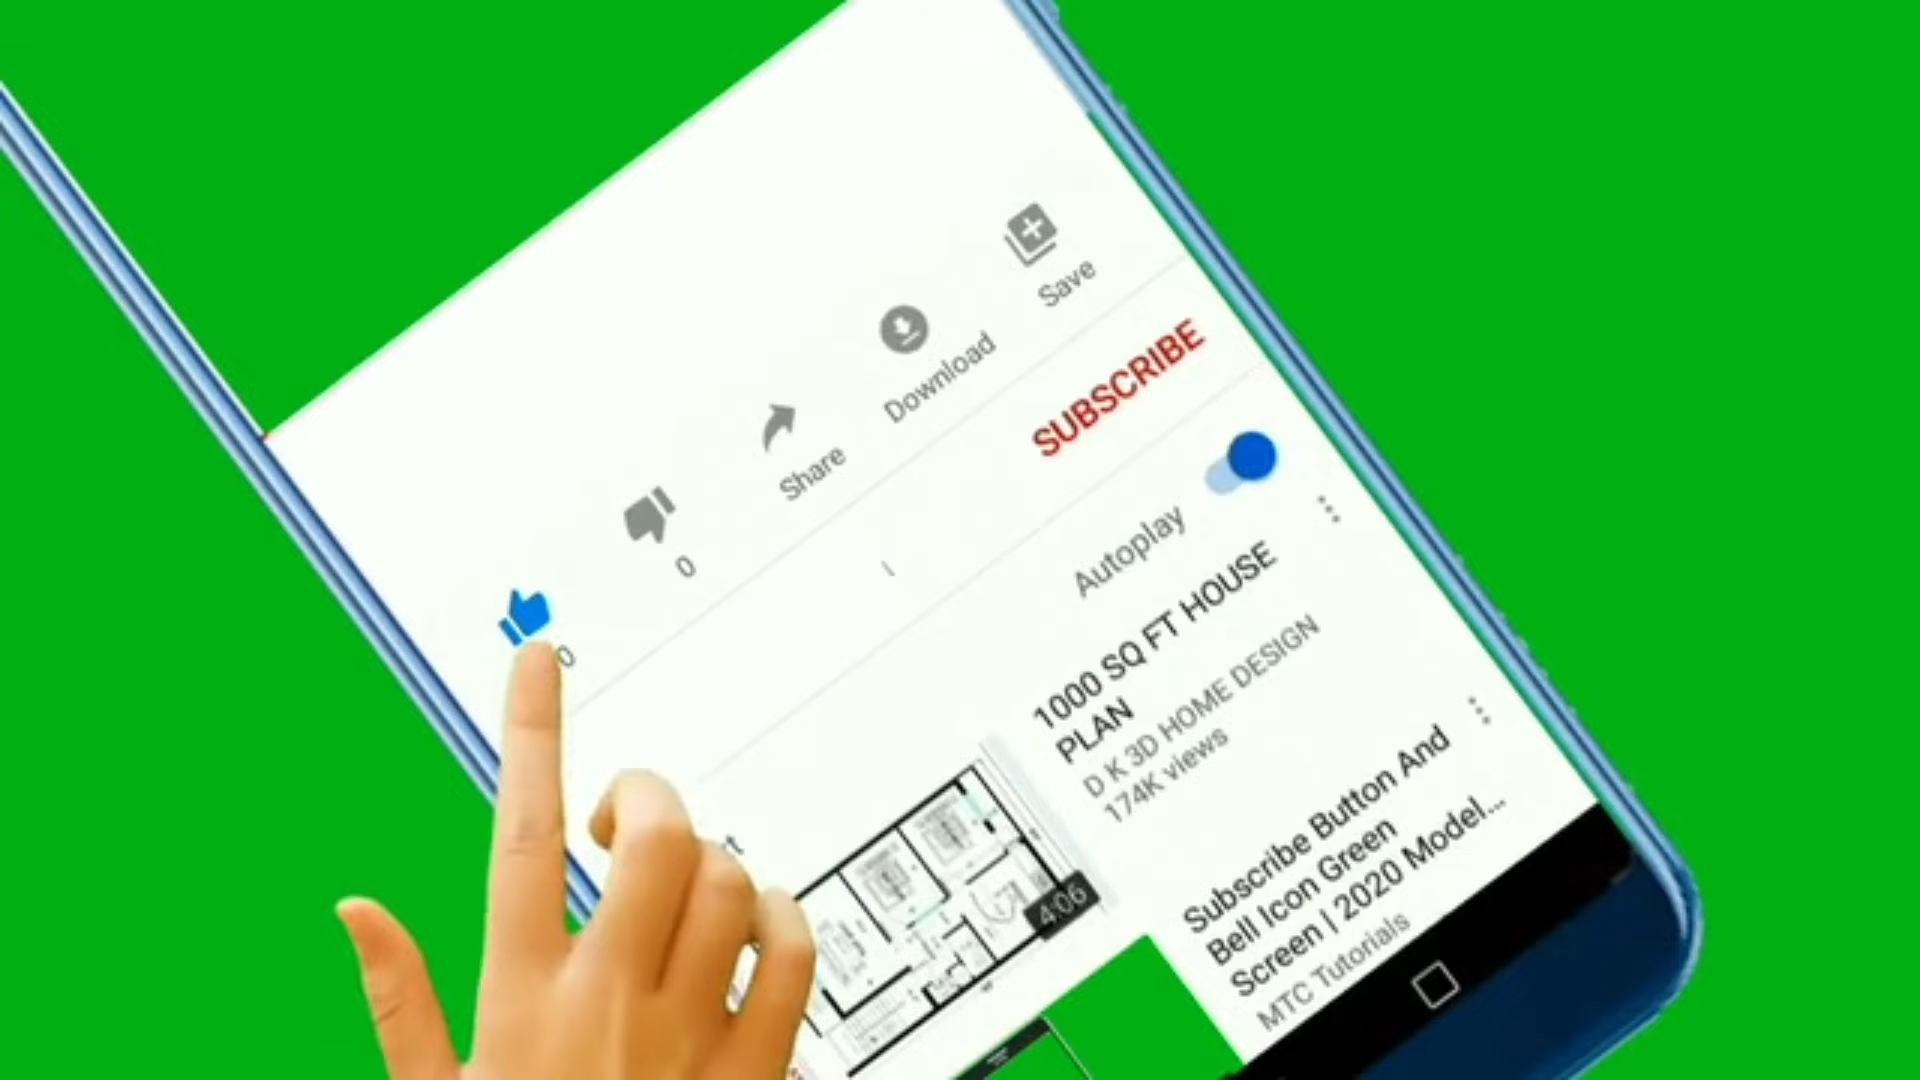 0
0
Share
Download
Save
SUBSCRIBE
Autoplay
1000 SQ FT HOUSE
PLAN
D K 3D HOME DESIGN
174K views
4:06
Subscribe Button And
Bell Icon Green
Screen | 2020 Model...
MTC Tutorials